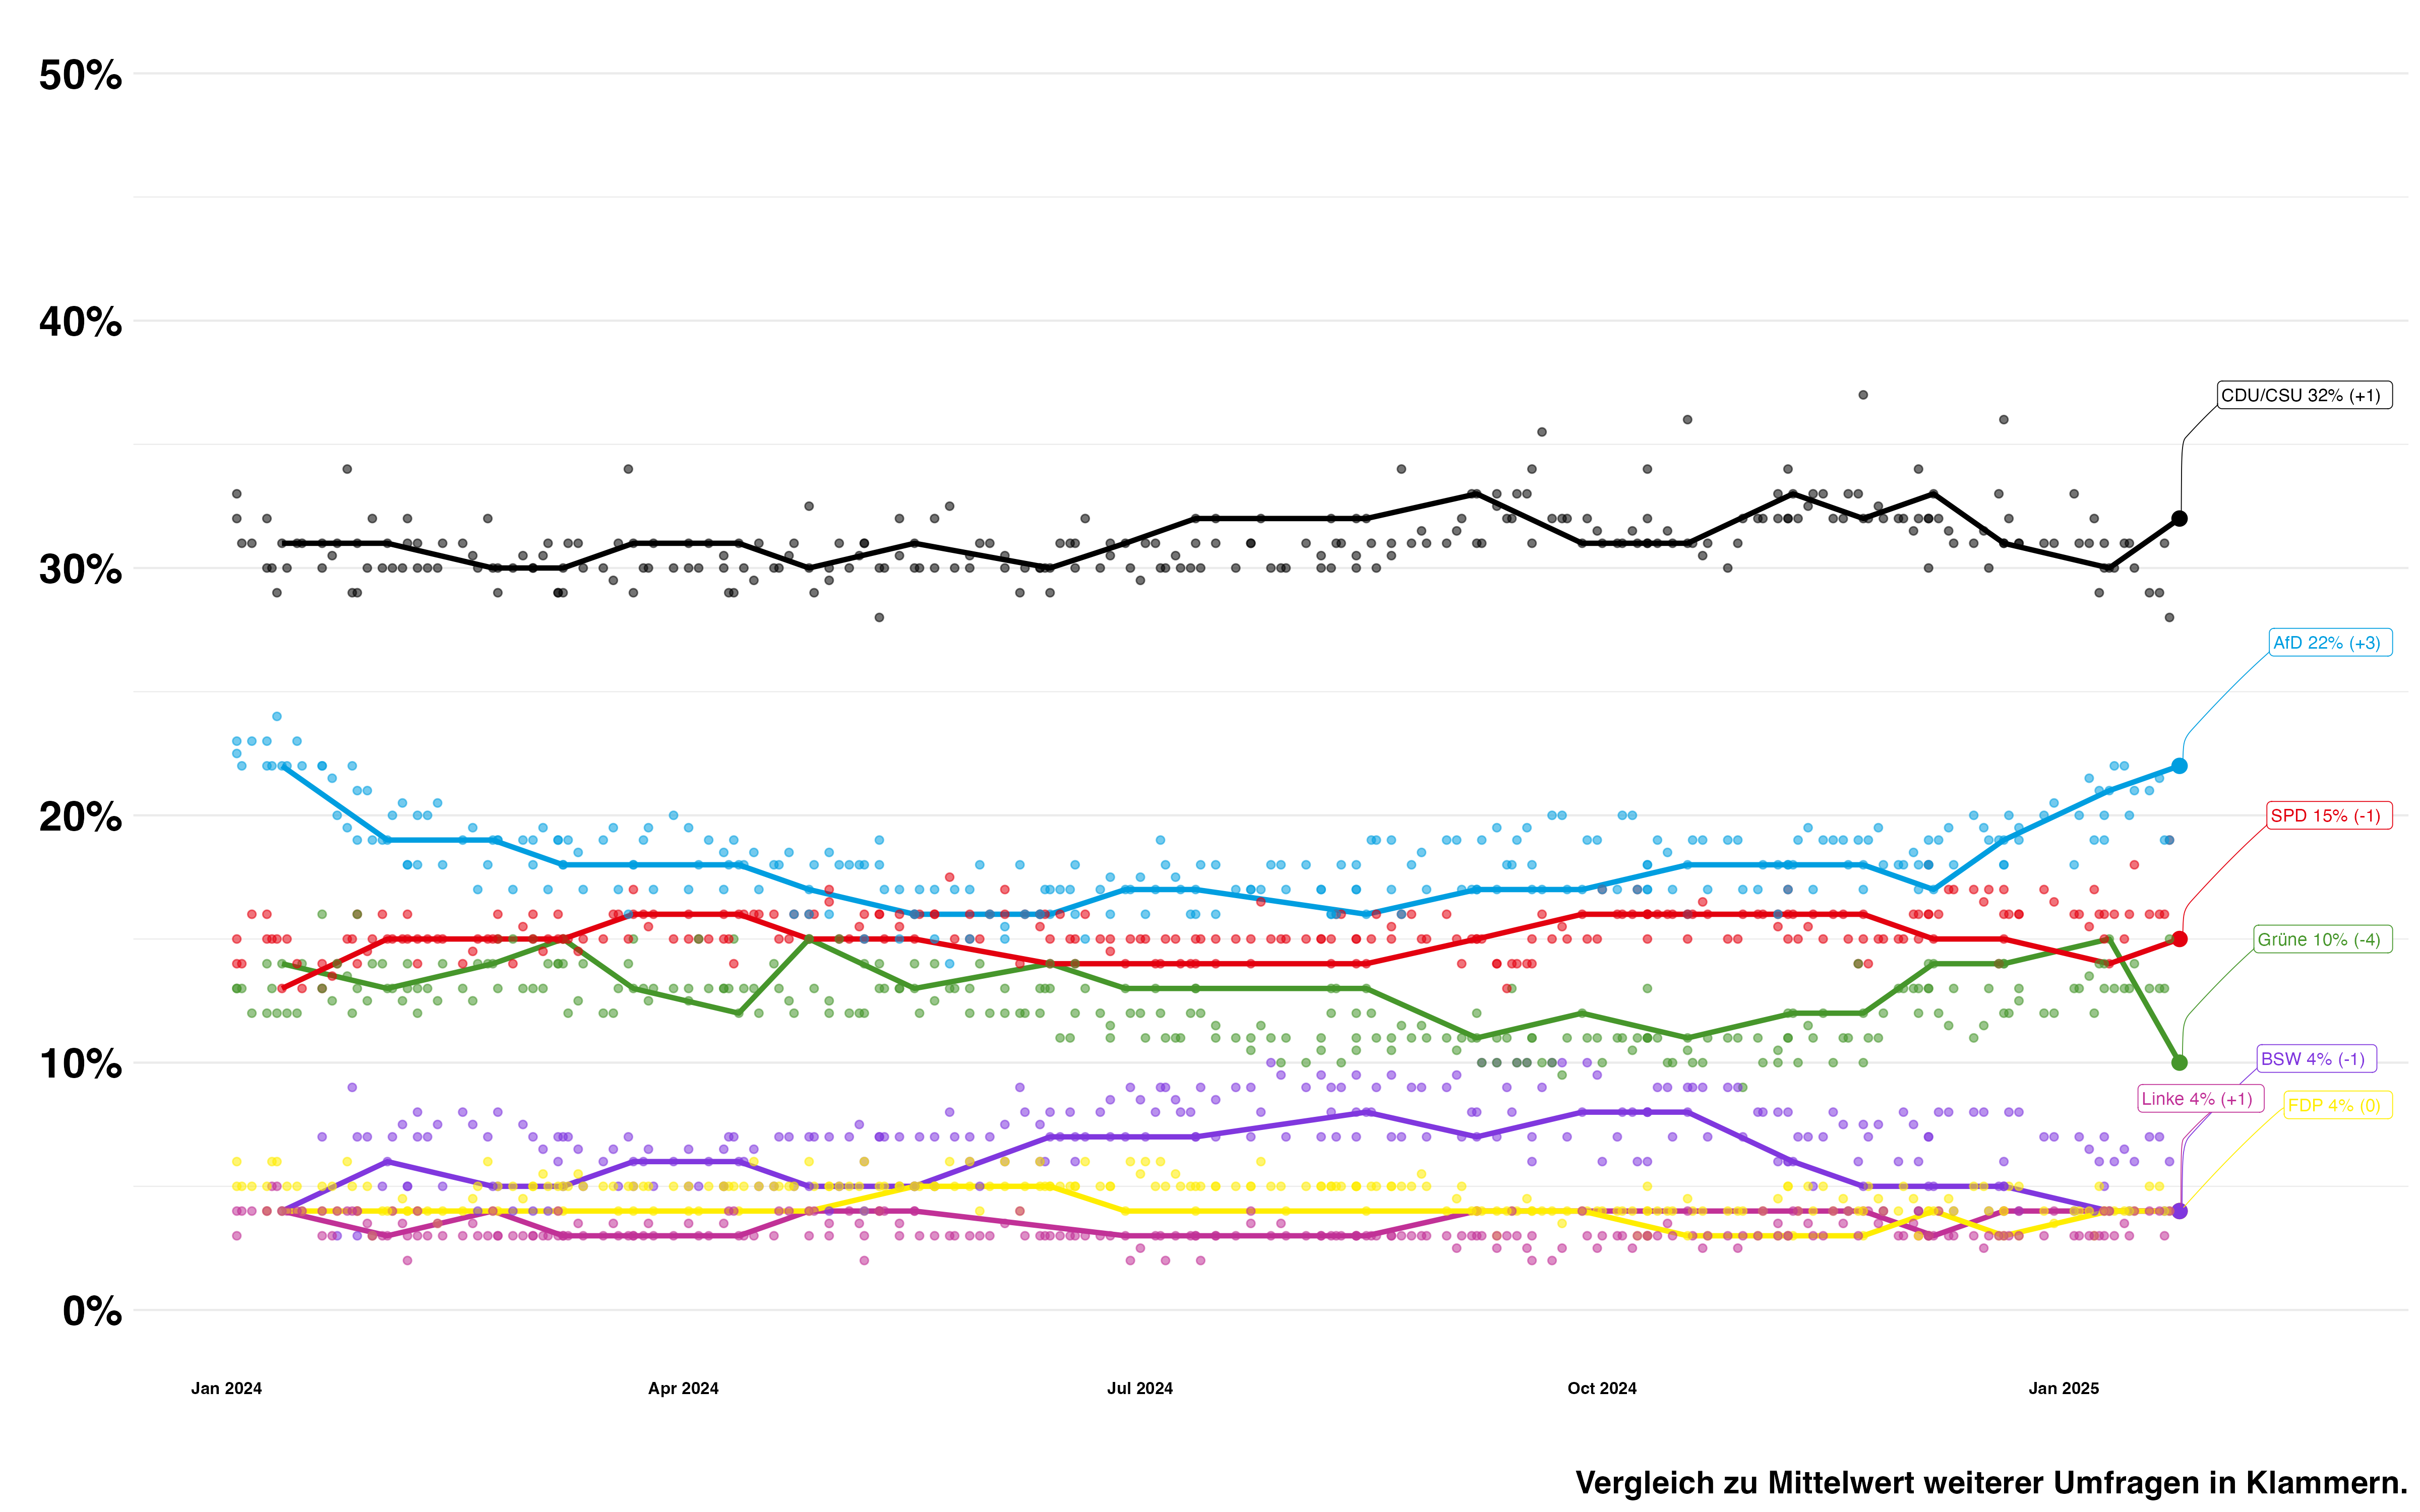 50%
40%
CDU/CSU 32% (+1)
30%
AfD 22% (+3)
20%
SPD 15% (-1)
Grüne 10% (-4)
10%
BSW 4% (-1)
Linke 4% (+1)
FDP 4% (0)
0%
Jan 2024 Apr 2024 Jul 2024 Oct 2024 Jan 2025
Vergleich zu Mittelwert weiterer Umfragen in Klammern.